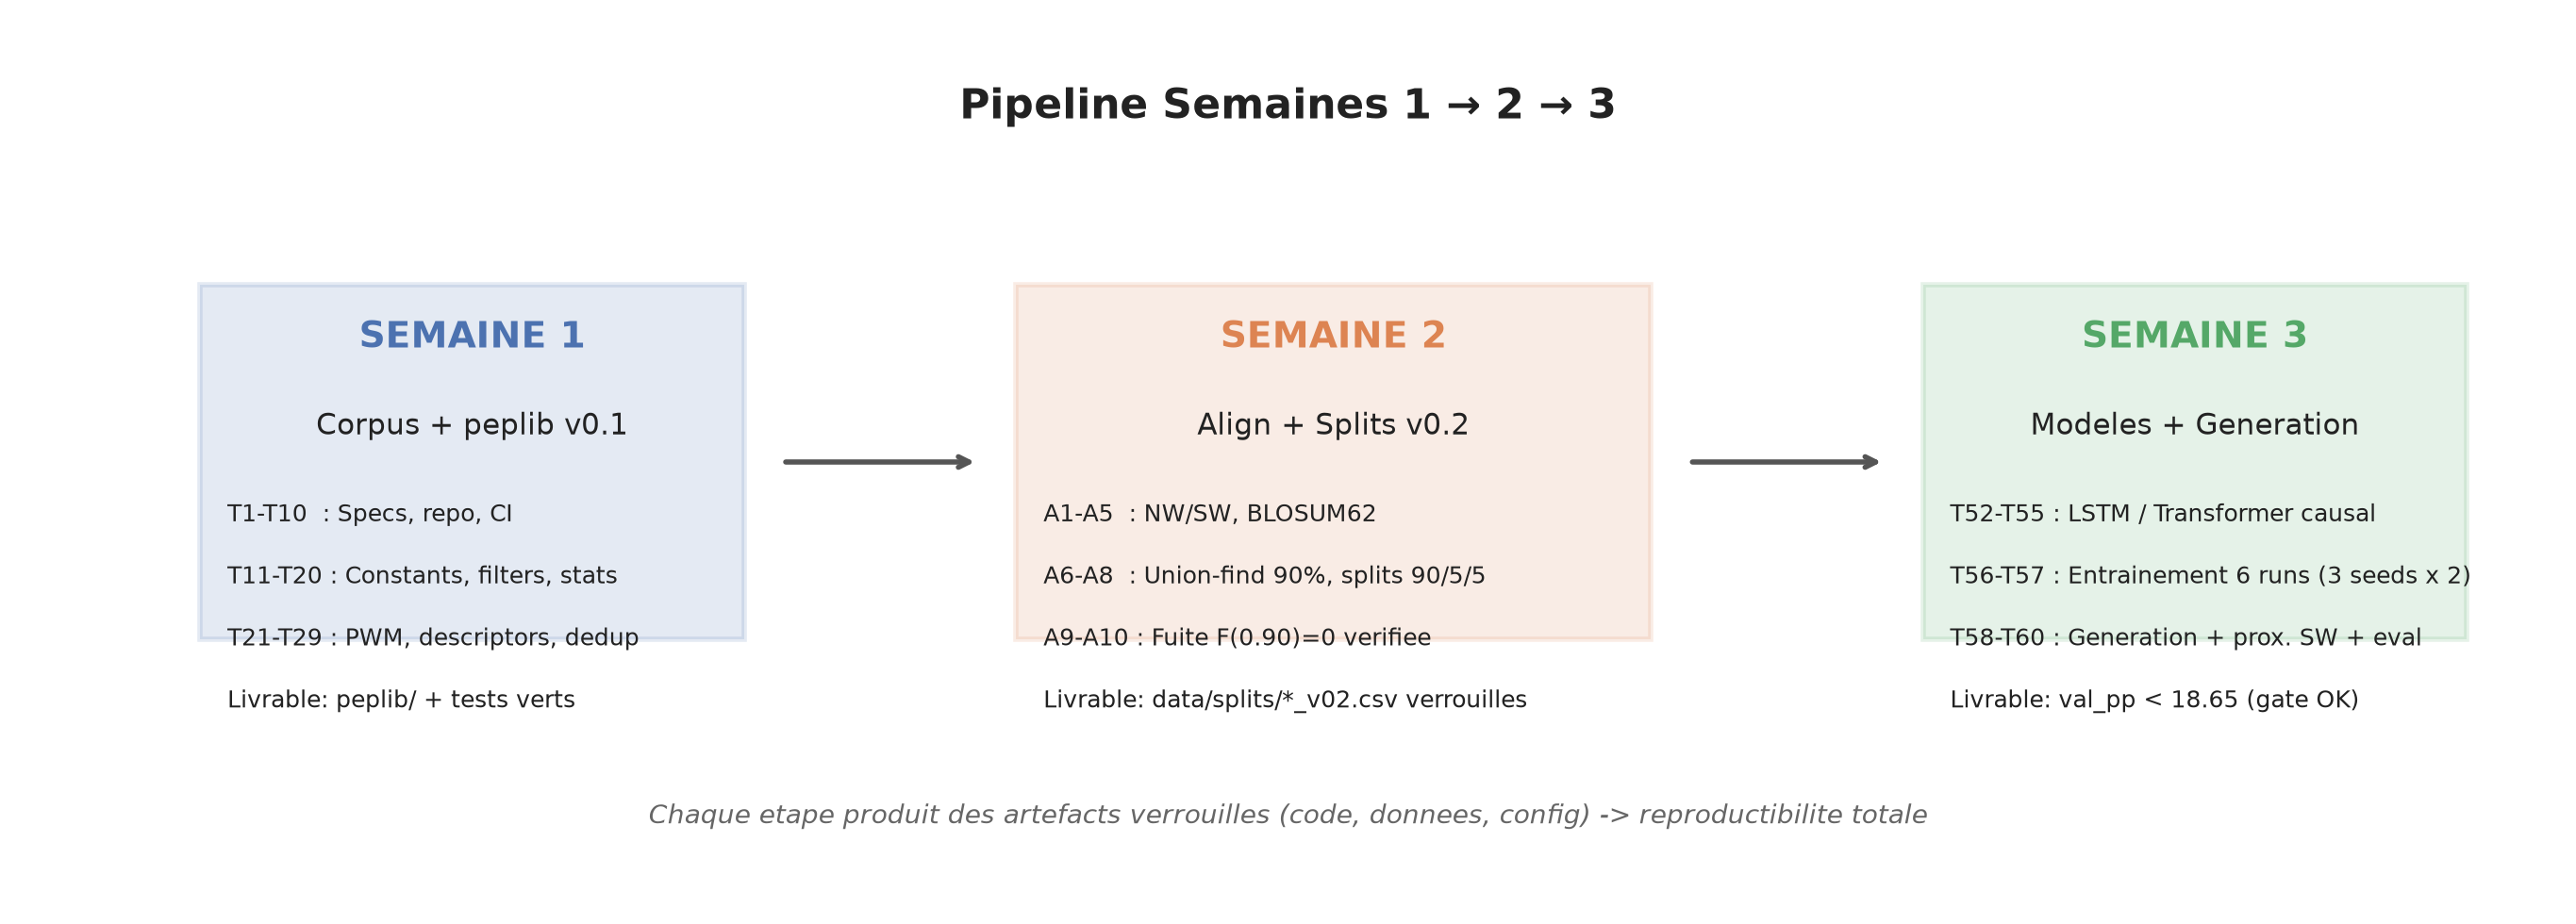 Pipeline Semaines 1 → 2 → 3
SEMAINE 1
Corpus + peplib v0.1
T1-T10  : Specs, repo, CI
T11-T20 : Constants, filters, stats
T21-T29 : PWM, descriptors, dedup
Livrable: peplib/ + tests verts
SEMAINE 2
Align + Splits v0.2
A1-A5  : NW/SW, BLOSUM62
A6-A8  : Union-find 90%, splits 90/5/5
A9-A10 : Fuite F(0.90)=0 verifiee
Livrable: data/splits/*_v02.csv verrouilles
SEMAINE 3
Modeles + Generation
T52-T55 : LSTM / Transformer causal
T56-T57 : Entrainement 6 runs (3 seeds x 2)
T58-T60 : Generation + prox. SW + eval
Livrable: val_pp < 18.65 (gate OK)
Chaque etape produit des artefacts verrouilles (code, donnees, config) -> reproductibilite totale